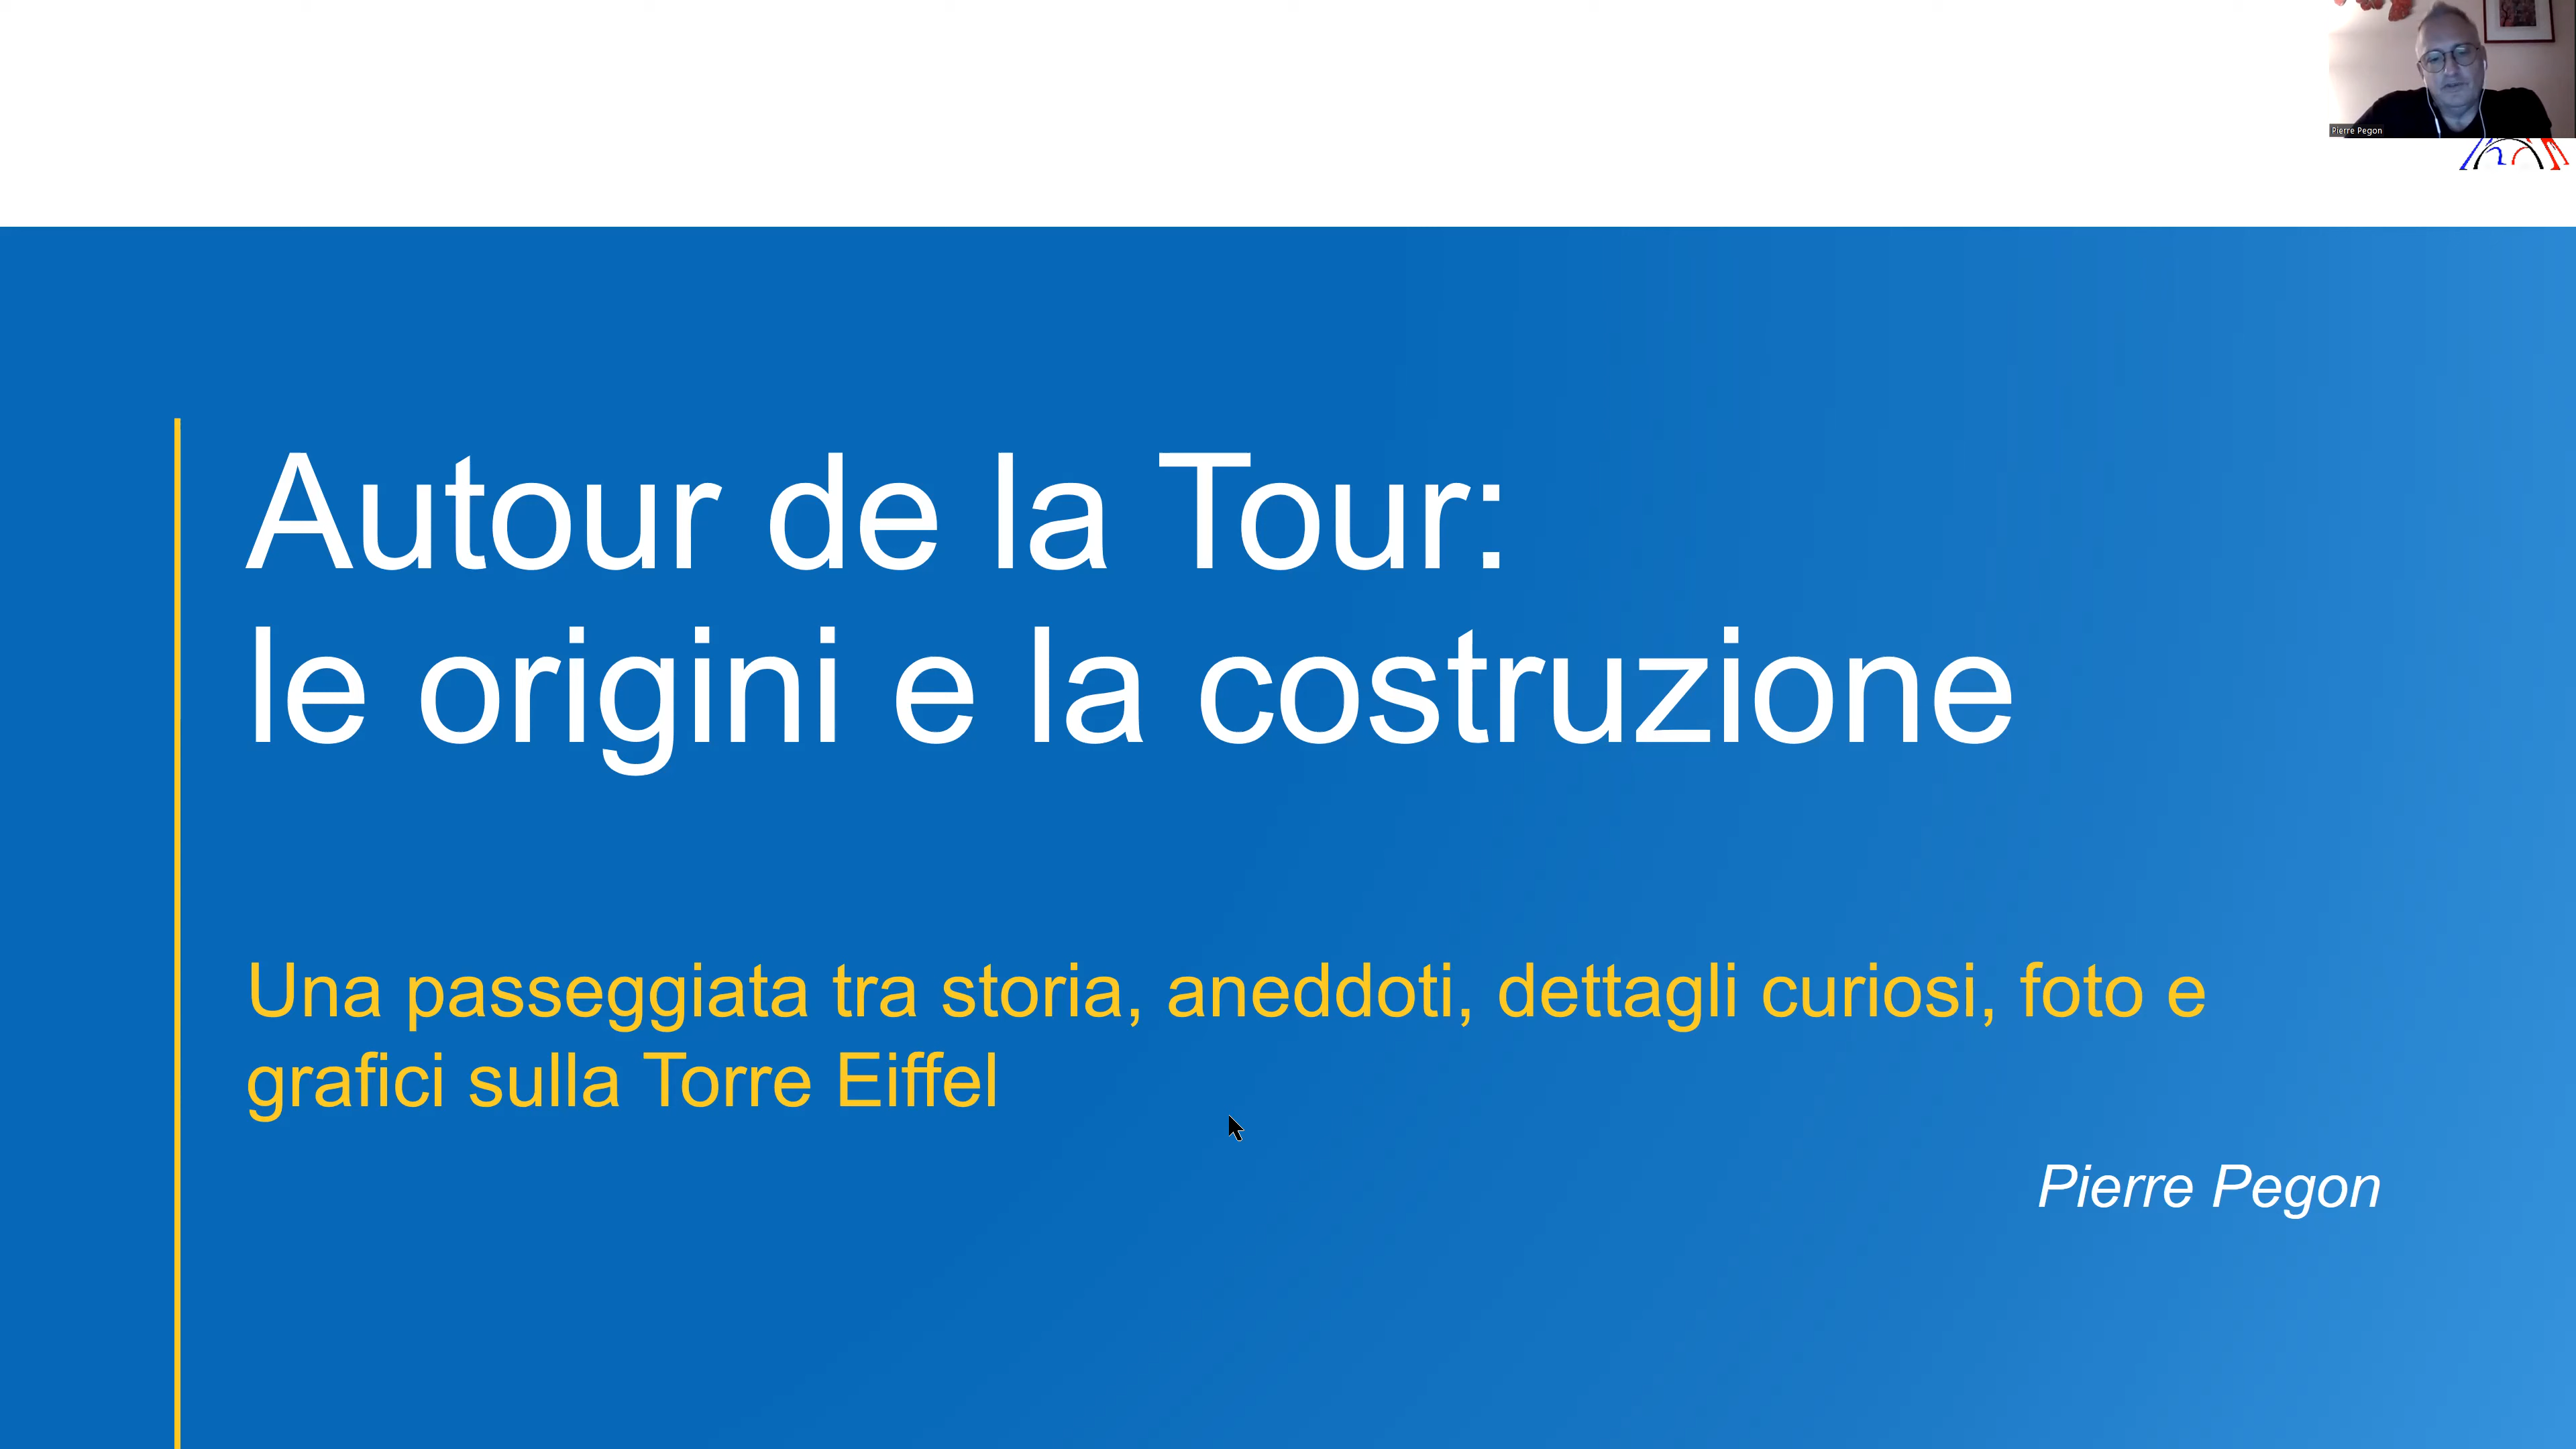 Pierre Pegon
Autour de la Tour:
le origini e la costruzione
Una passeggiata tra storia, aneddoti, dettagli curiosi, foto e
grafici sulla Torre Eiffel
Pierre Pegon